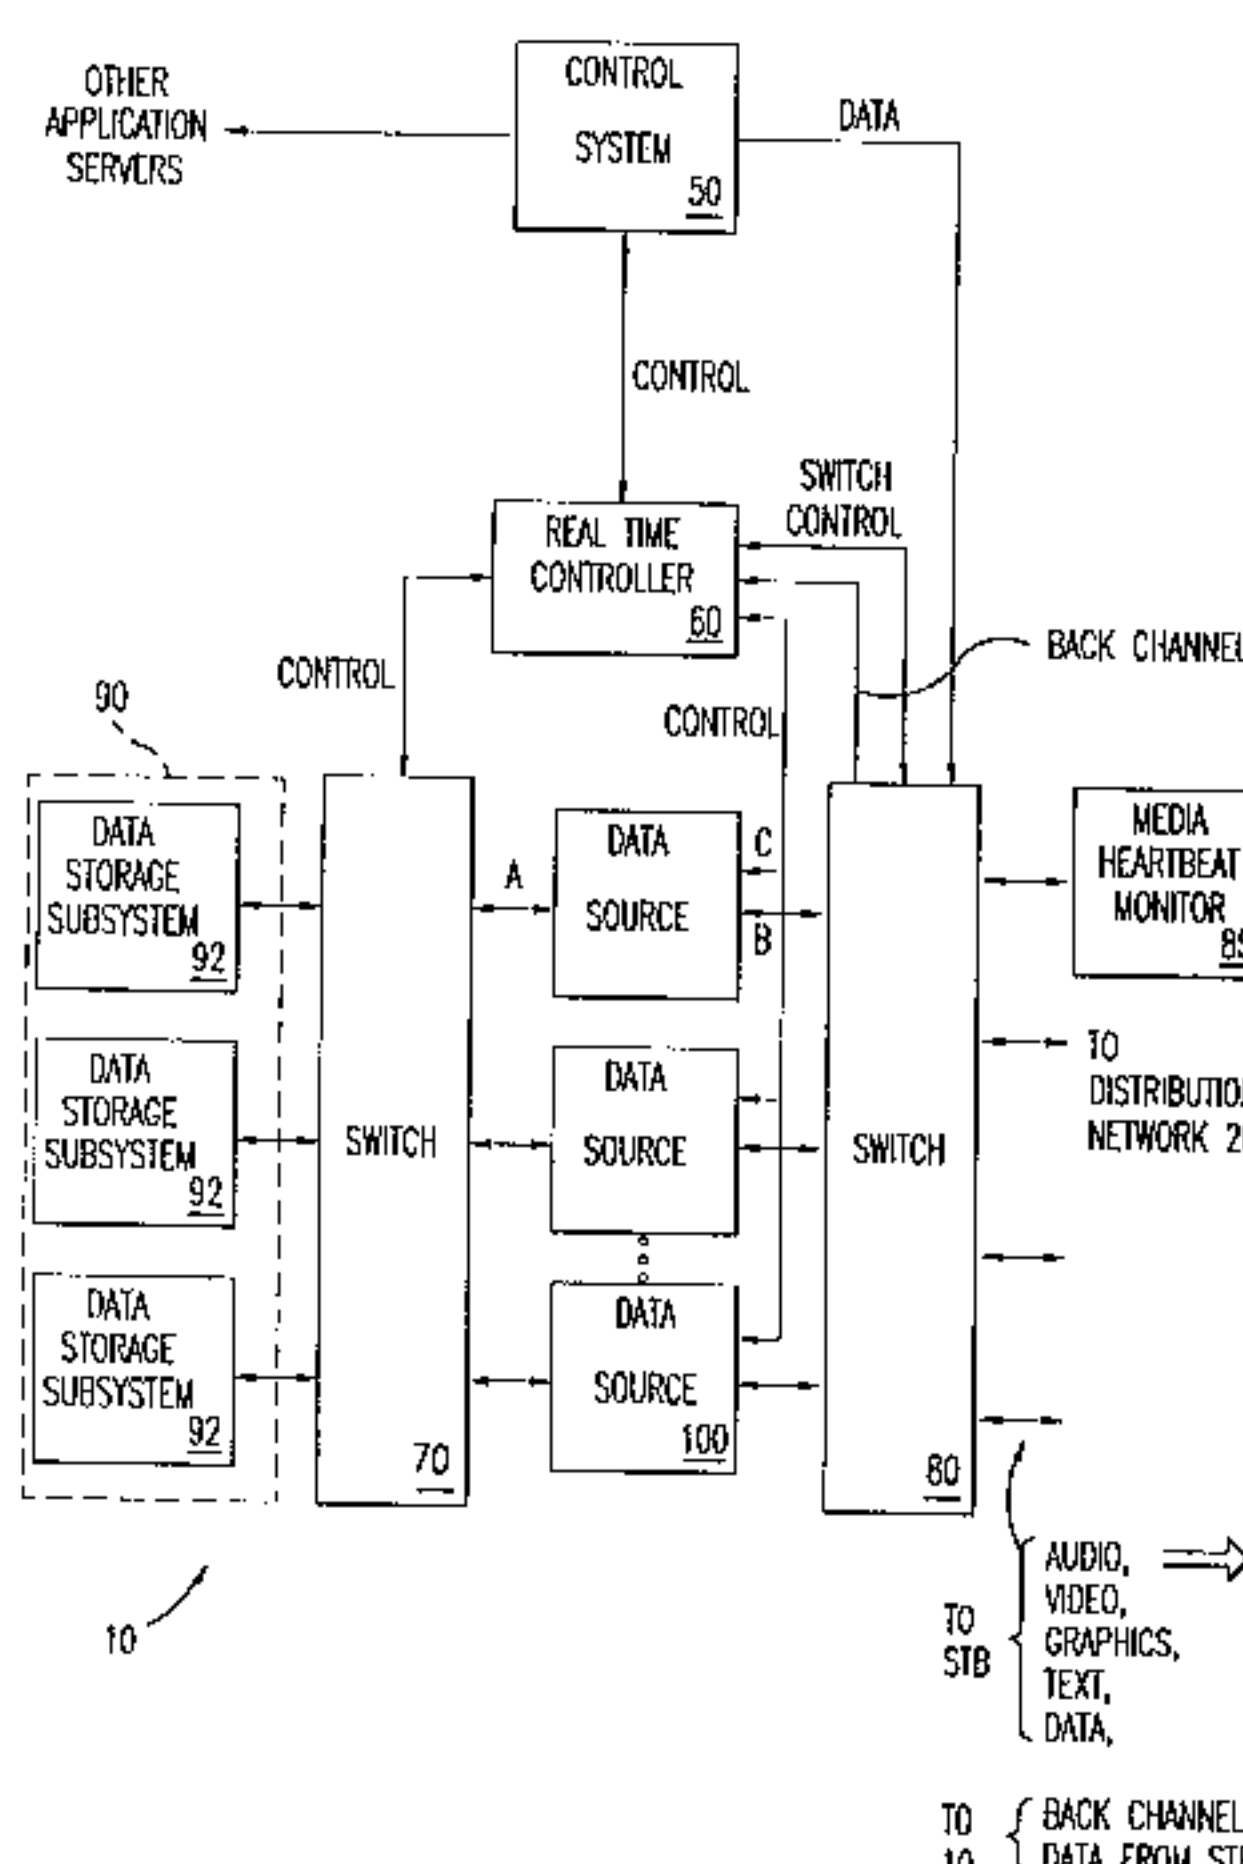 OTHER
APPLICATION
SERVERS
CONTROL
SYSTEM
50
DATA
CONTROL
SWITCH
CONTROL
REAL TIME
CONTROLLER
60
CONTROL
BACK CHANNEL
90
CONTROL
DATA
STORAGE
SUBSYSTEM
92
DATA
STORAGE
SUBSYSTEM
92
DATA
STORAGE
SUBSYSTEM
92
SWITCH
70
A
DATA
SOURCE
C
B
DATA
SOURCE
DATA
SOURCE
100
SWITCH
80
MEDIA
HEARTBEAT
MONITOR
TO
NETWORK
10
TO
STB
AUDIO,
VIDEO,
GRAPHICS,
TEXT,
DATA,
TO
10
BACK CHANNEL
DATA FROM